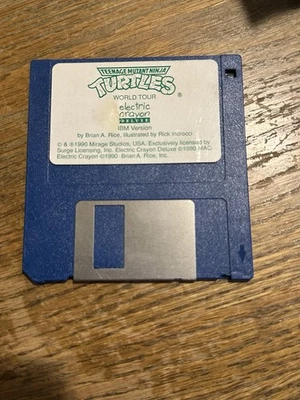 TEENAGE MUTANT NINJA
TURTLES®
WORLD TOUR
electric
crayon
DELUXE
IBM Version
by Brian A. Rice, Illustrated by Rick Incrocci
© & ®1990 Mirage Studios, USA. Exclusively licensed by
Surge Licensing, Inc. Electric Crayon Deluxe ©1990 MAC
Electric Crayon ©1990 Brian A. Rice, Inc.